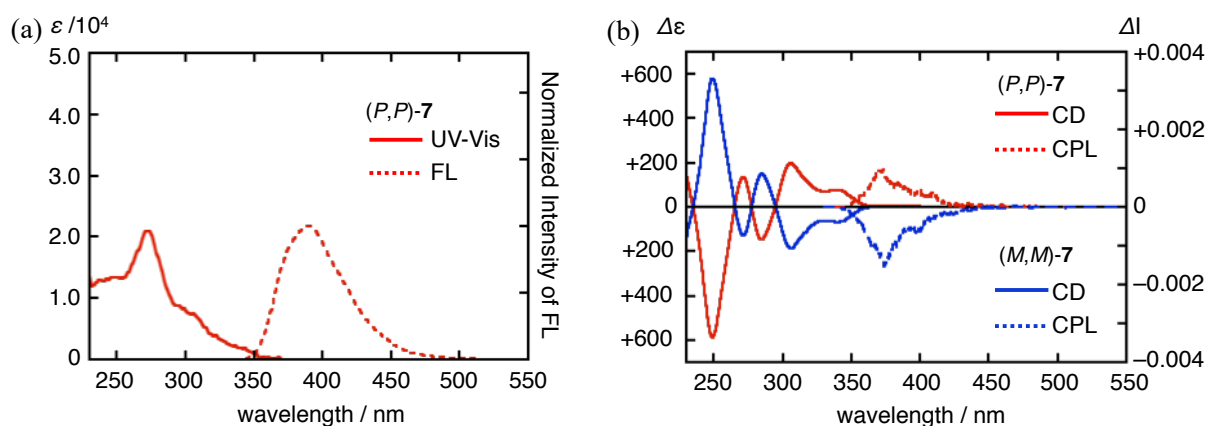 (a) ε /10⁴
5.0
4.0
3.0
2.0
1.0
0
(P,P)-7
UV-Vis
FL
Normalized Intensity of FL
250 300 350 400 450 500 550
wavelength / nm
(b) Δε ΔI
+600
+400
+200
0
+200
+400
+600
+0.004
+0.002
0
−0.002
−0.004
(P,P)-7
CD
CPL
(M,M)-7
CD
CPL
250 300 350 400 450 500 550
wavelength / nm